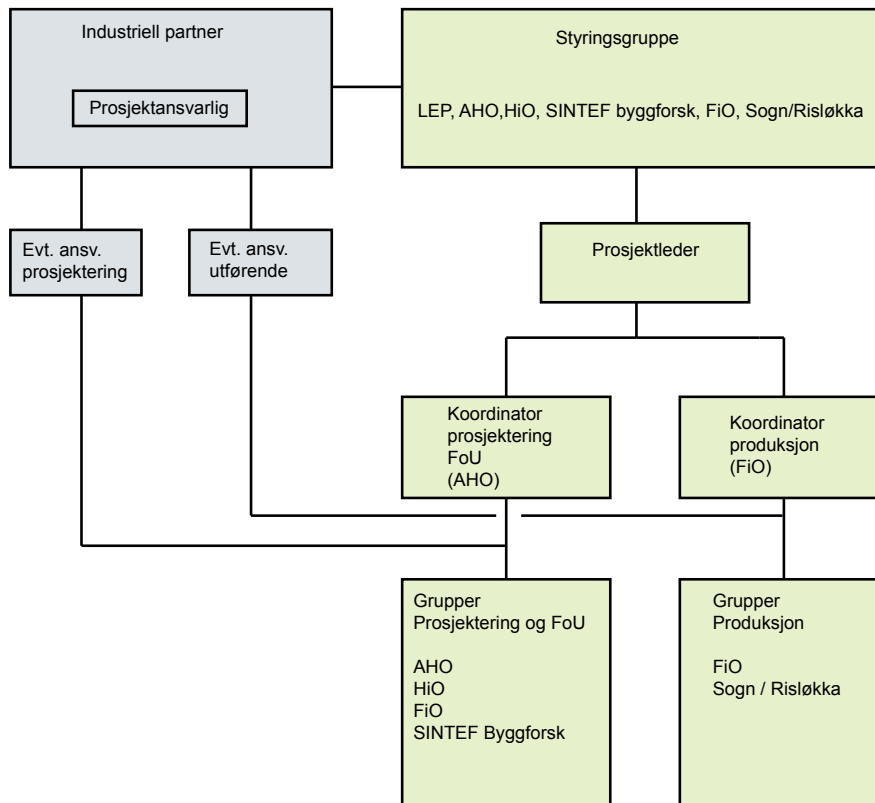 Industriell partner
Prosjektansvarlig
Styringsgruppe
LEP, AHO,HiO, SINTEF byggforsk, FiO, Sogn/Risløkka
Evt. ansv.
prosjektering
Evt. ansv.
utførende
Prosjektleder
Koordinator
prosjektering
FoU
(AHO)
Koordinator
produksjon
(FiO)
Grupper
Prosjektering og FoU
AHO
HiO
FiO
SINTEF Byggforsk
Grupper
Produksjon
FiO
Sogn / Risløkka